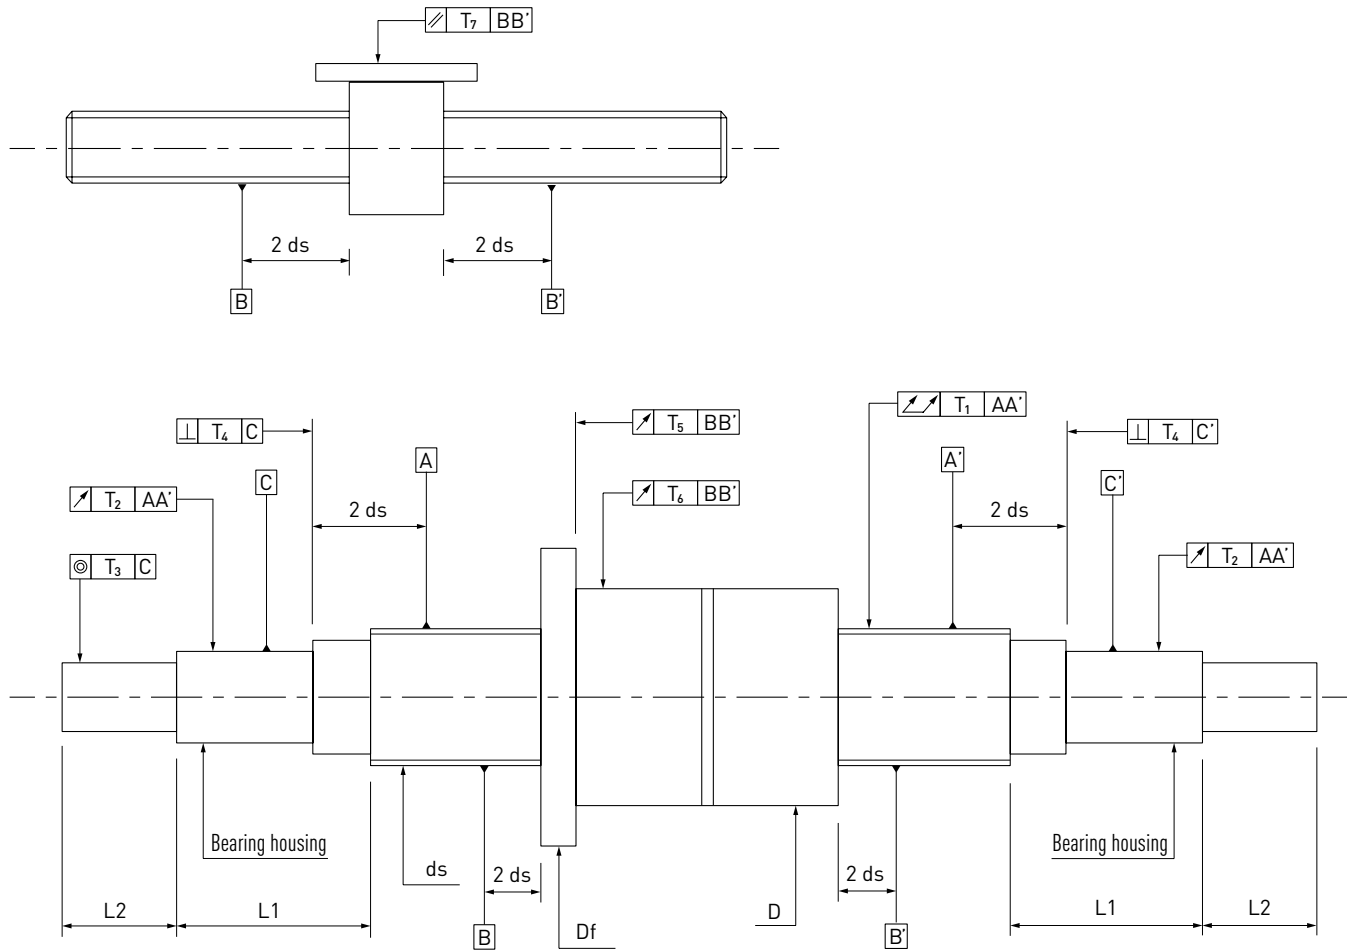 ⫽ T₇ BB'
2 ds 2 ds
B B'
⌰ T₁ AA'
↗ T₅ BB'
⊥ T₄ C
⊥ T₄ C'
A A'
C C'
↗ T₆ BB'
↗ T₂ AA'
2 ds 2 ds
◎ T₃ C
↗ T₂ AA'
Bearing housing
Bearing housing
ds
2 ds 2 ds
L2 L1
D
L1 L2
Df
B B'